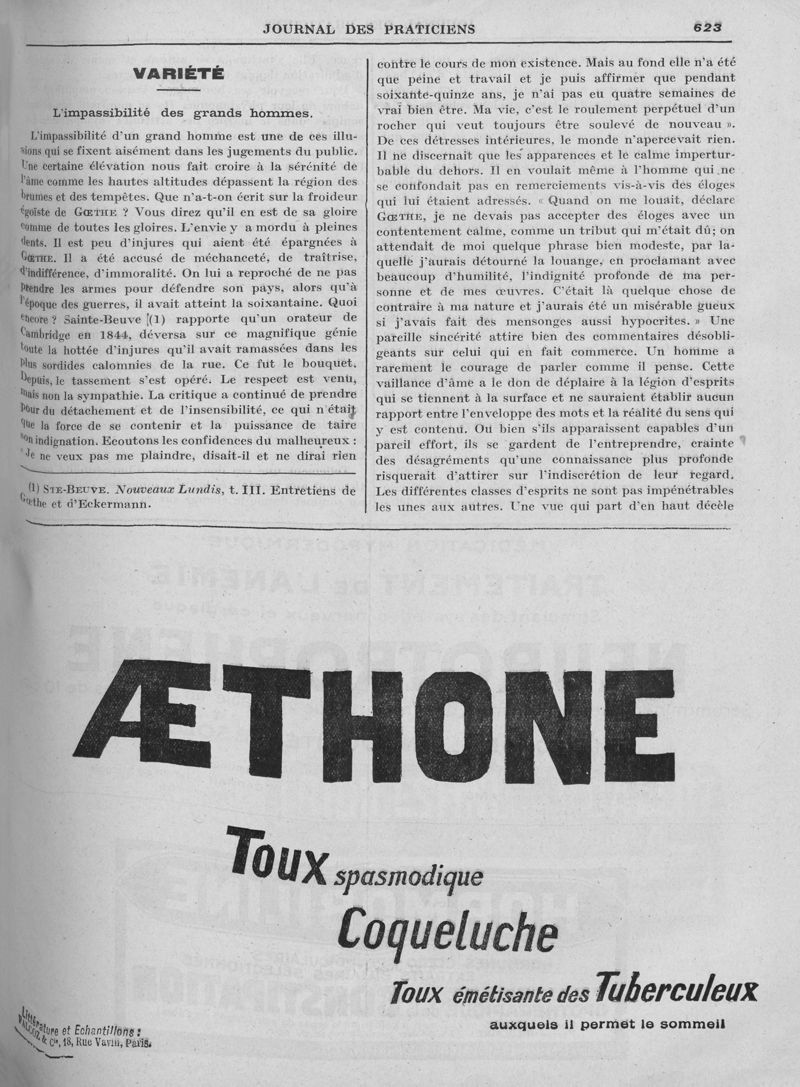 JOURNAL DES PRATICIENS 623
VARIÉTÉ
L'impassibilité des grands hommes.
L'impassibilité d'un grand homme est une de ces illu-
sions qui se fixent aisément dans les jugements du public.
Une certaine élévation nous fait croire à la sérénité de
l'âme comme les hautes altitudes dépassent la région des
brumes et des tempêtes. Que n'a-t-on écrit sur la froideur
égoïste de GŒTHE ? Vous direz qu'il en est de sa gloire
comme de toutes les gloires. L'envie y a mordu à pleines
dents. Il est peu d'injures qui aient été épargnées à
GŒTHE. Il a été accusé de méchanceté, de traîtrise,
d'indifférence, d'immoralité. On lui a reproché de ne pas
prendre les armes pour défendre son pays, alors qu'à
l'époque des guerres, il avait atteint la soixantaine. Quoi
encore ? Sainte-Beuve (1) rapporte qu'un orateur de
Cambridge en 1844, déversa sur ce magnifique génie
toute la hottée d'injures qu'il avait ramassées dans les
plus sordides calomnies de la rue. Ce fut le bouquet.
Depuis, le tassement s'est opéré. Le respect est venu,
mais non la sympathie. La critique a continué de prendre
pour du détachement et de l'insensibilité, ce qui n'était
que la force de se contenir et la puissance de taire
son indignation. Ecoutons les confidences du malheureux :
« Je ne veux pas me plaindre, disait-il et ne dirai rien
(1) STE-BEUVE. Nouveaux Lundis, t. III. Entretiens de
Gœthe et d'Eckermann.
contre le cours de mon existence. Mais au fond elle n'a été
que peine et travail et je puis affirmer que pendant
soixante-quinze ans, je n'ai pas eu quatre semaines de
vrai bien être. Ma vie, c'est le roulement perpétuel d'un
rocher qui veut toujours être soulevé de nouveau ».
De ces détresses intérieures, le monde n'apercevait rien.
Il ne discernait que les apparences et le calme impertur-
bable du dehors. Il en voulait même à l'homme qui ne
se confondait pas en remerciements vis-à-vis des éloges
qui lui étaient adressés. « Quand on me louait, déclare
GŒTHE, je ne devais pas accepter des éloges avec un
contentement calme, comme un tribut qui m'était dû; on
attendait de moi quelque phrase bien modeste, par la-
quelle j'aurais détourné la louange, en proclamant avec
beaucoup d'humilité, l'indignité profonde de ma per-
sonne et de mes œuvres. C'était là quelque chose de
contraire à ma nature et j'aurais été un misérable gueux
si j'avais fait des mensonges aussi hypocrites. » Une
pareille sincérité attire bien des commentaires désobli-
geants sur celui qui en fait commerce. Un homme a
rarement le courage de parler comme il pense. Cette
vaillance d'âme a le don de déplaire à la légion d'esprits
qui se tiennent à la surface et ne sauraient établir aucun
rapport entre l'enveloppe des mots et la réalité du sens qui
y est contenu. Ou bien s'ils apparaissent capables d'un
pareil effort, ils se gardent de l'entreprendre, crainte
des désagréments qu'une connaissance plus profonde
risquerait d'attirer sur l'indiscrétion de leur regard.
Les différentes classes d'esprits ne sont pas impénétrables
les unes aux autres. Une vue qui part d'en haut décèle
ÆTHONE
Toux spasmodique
Coqueluche
Toux émétisante des Tuberculeux
auxquels il permet le sommeil
Littérature et Echantillons :
& Cie, 18, Rue Vavin, Paris.